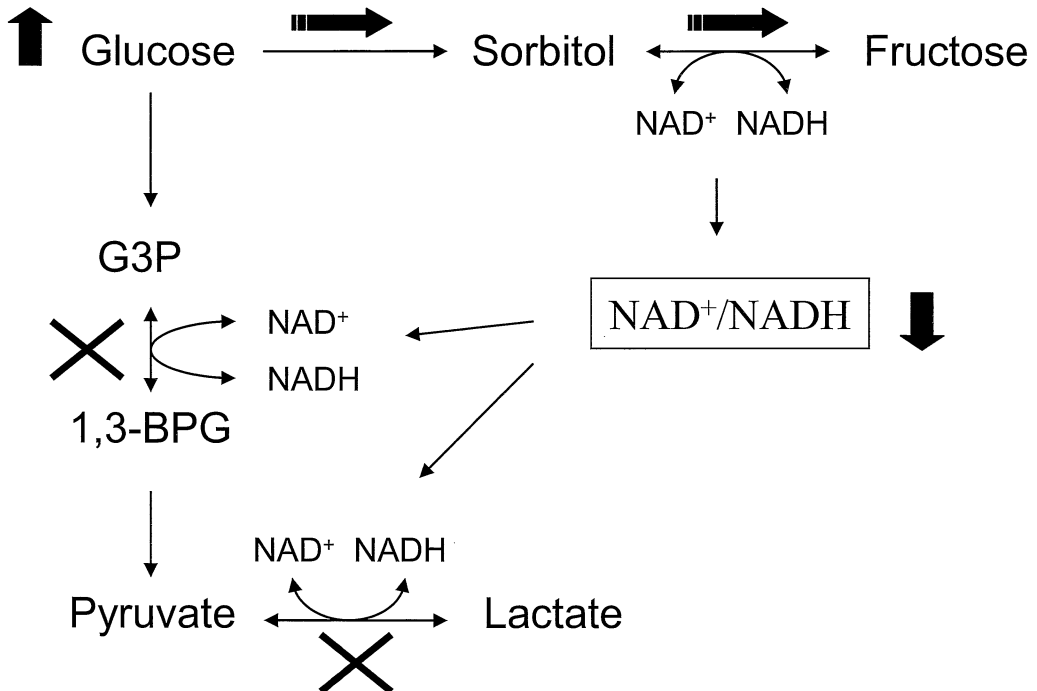 Glucose Sorbitol Fructose
NAD⁺ NADH
G3P
NAD⁺/NADH
NAD⁺
NADH
1,3-BPG
NAD⁺ NADH
Pyruvate Lactate